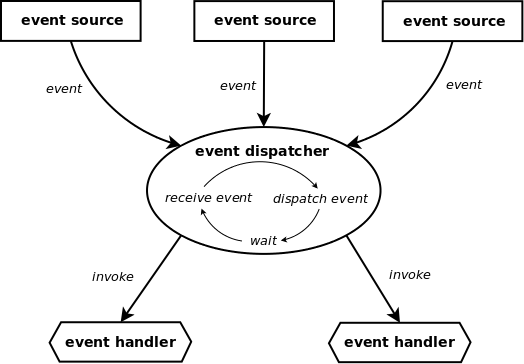 event source
event source
event source
event
event
event
event dispatcher
receive event
dispatch event
wait
invoke
invoke
event handler
event handler